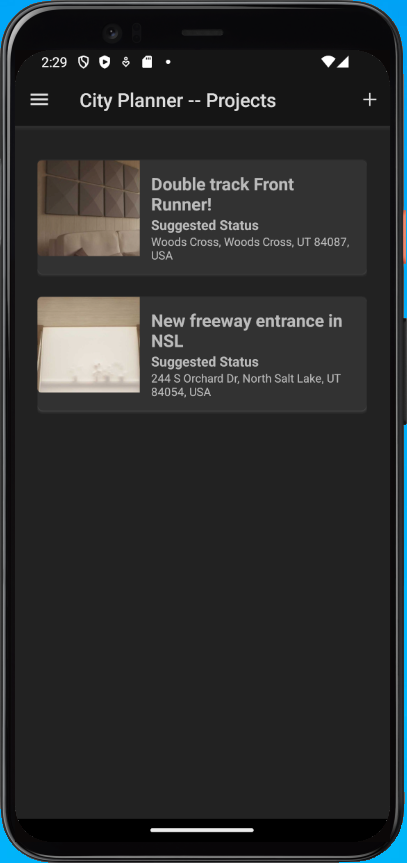 2:29
City Planner -- Projects
Double track Front
Runner!
Suggested Status
Woods Cross, Woods Cross, UT 84087,
USA
New freeway entrance in
NSL
Suggested Status
244 S Orchard Dr, North Salt Lake, UT
84054, USA